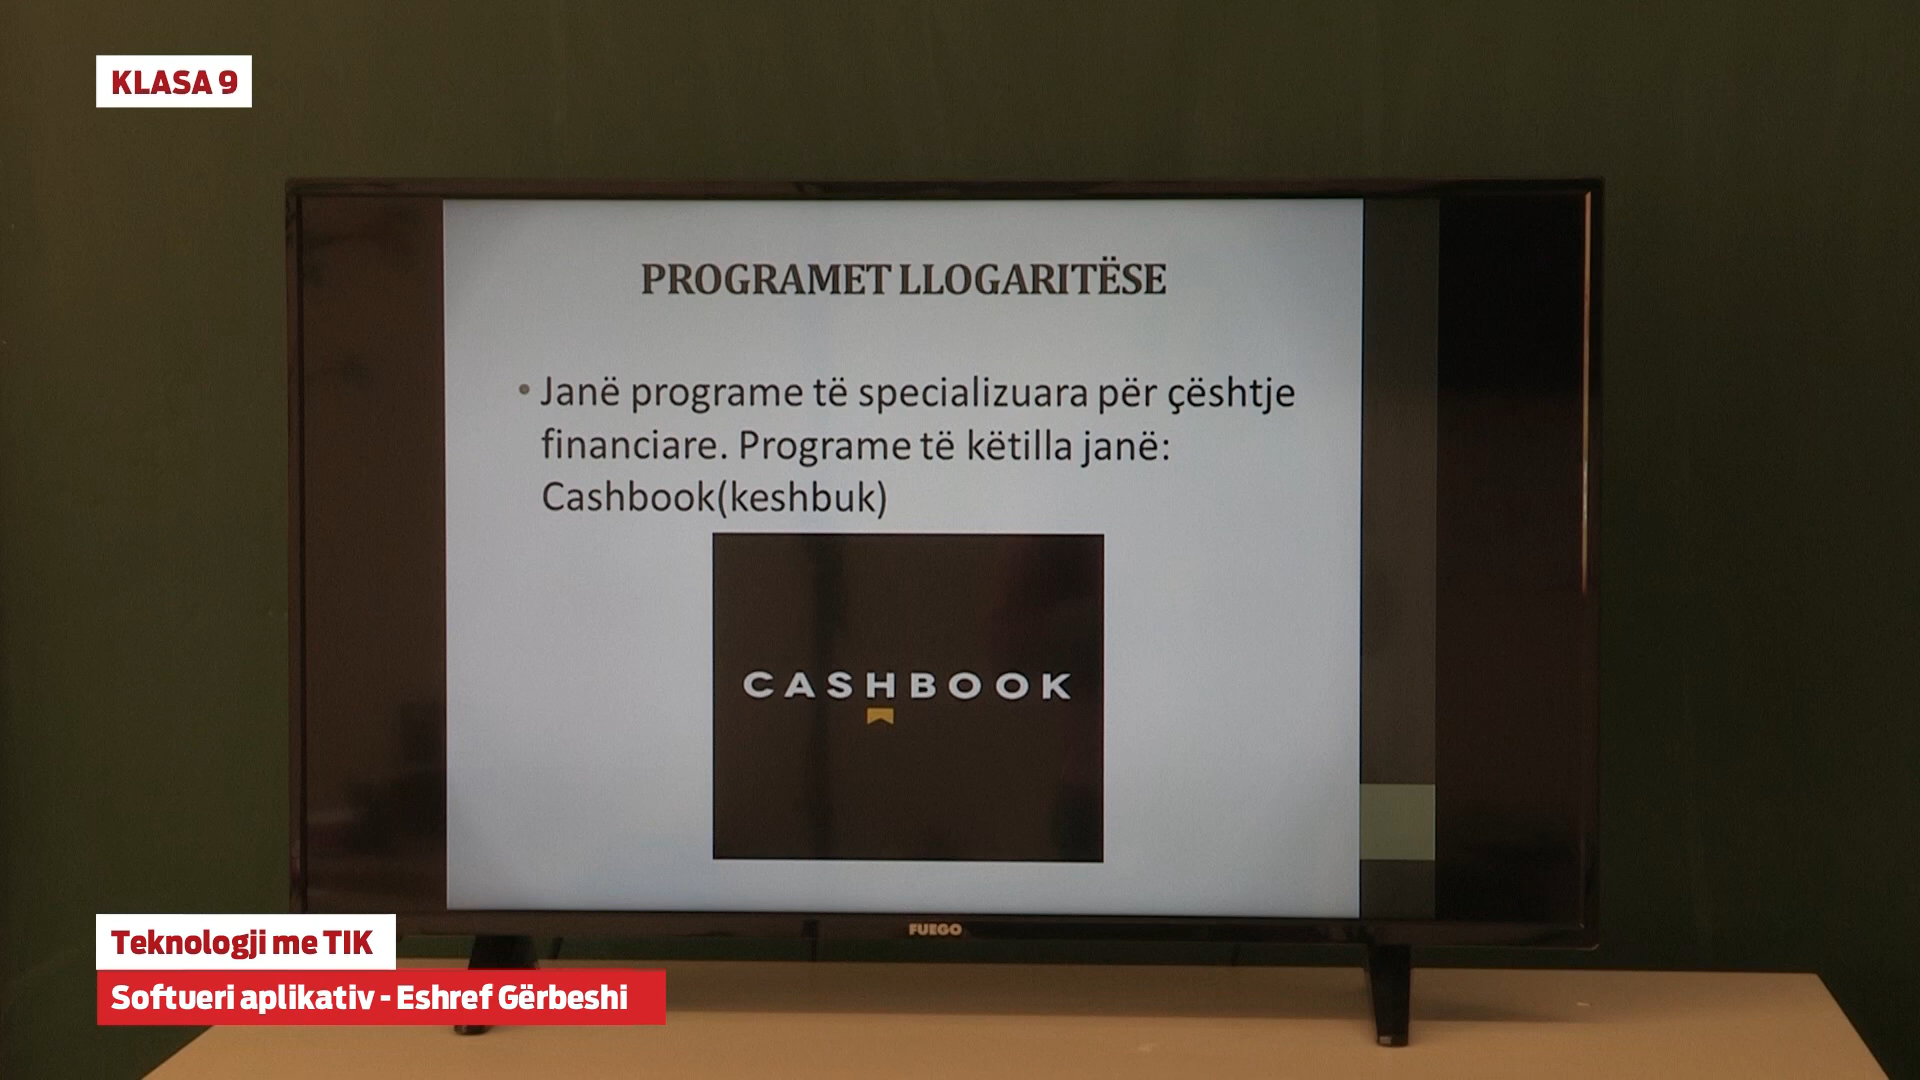 KLASA 9
PROGRAMET LLOGARITËSE
• Janë programe të specializuara për çështje
financiare. Programe të këtilla janë:
Cashbook(keshbuk)
CASHBOOK
FUEGO
Teknologji me TIK
Softueri aplikativ - Eshref Gërbeshi